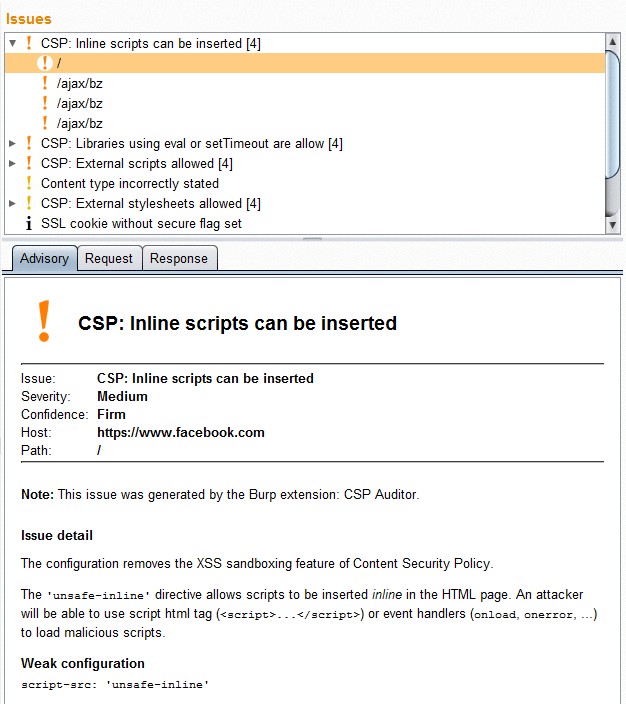 Issues
CSP: Inline scripts can be inserted [4]
/
/ajax/bz
/ajax/bz
/ajax/bz
CSP: Libraries using eval or setTimeout are allow [4]
CSP: External scripts allowed [4]
Content type incorrectly stated
CSP: External stylesheets allowed [4]
SSL cookie without secure flag set
Advisory Request Response
CSP: Inline scripts can be inserted
Issue: CSP: Inline scripts can be inserted
Severity: Medium
Confidence: Firm
Host: https://www.facebook.com
Path: /
Note: This issue was generated by the Burp extension: CSP Auditor.
Issue detail
The configuration removes the XSS sandboxing feature of Content Security Policy.
The 'unsafe-inline' directive allows scripts to be inserted inline in the HTML page. An attacker
will be able to use script html tag (<script>...</script>) or event handlers (onload, onerror, ...)
to load malicious scripts.
Weak configuration
script-src: 'unsafe-inline'